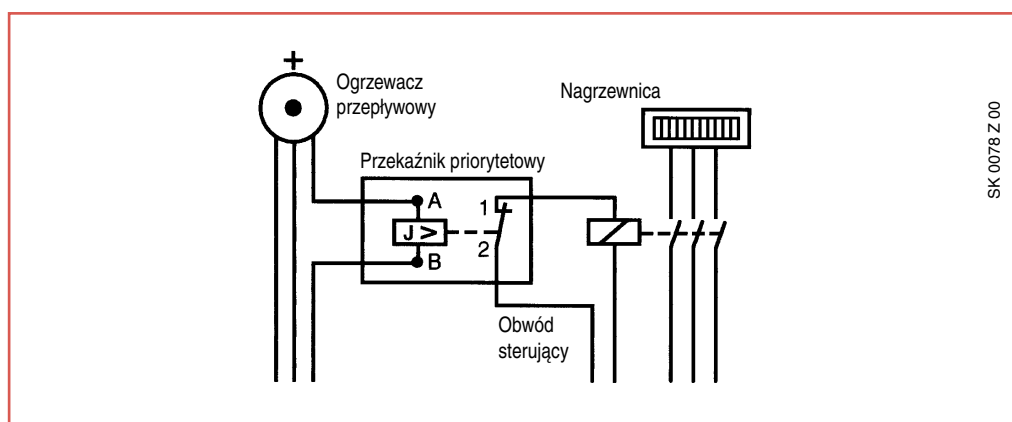 +
Ogrzewacz
przepływowy
Nagrzewnica
Przekaźnik priorytetowy
A
1
J >
2
B
Obwód
sterujący
SK 0078 Z 00